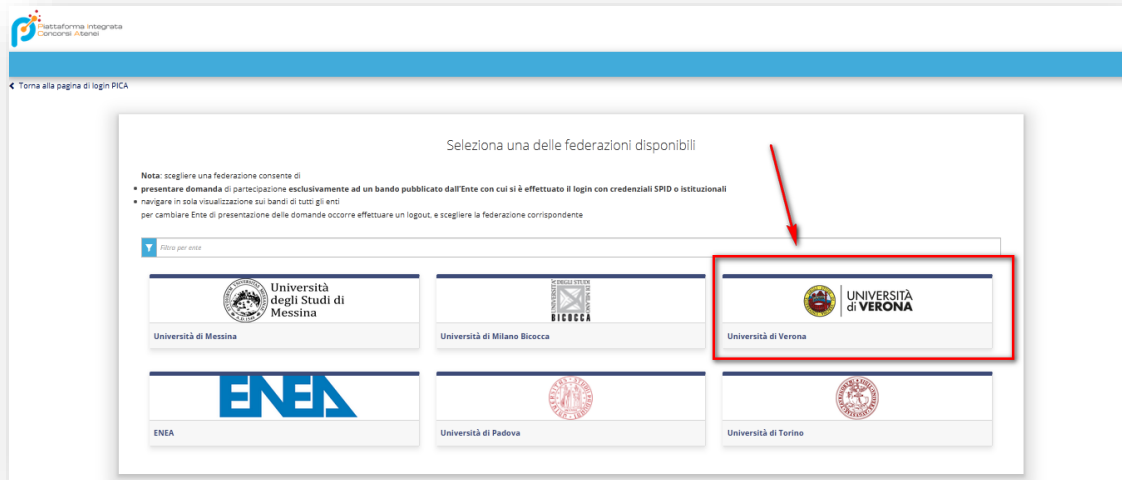 Piattaforma integrata
Concorsi Atenei
Torna alla pagina di login PICA
Seleziona una delle federazioni disponibili
Nota: scegliere una federazione consente di
presentare domanda di partecipazione esclusivamente ad un bando pubblicato dall'Ente con cui si è effettuato il login con credenziali SPID o istituzionali
navigare in sola visualizzazione sui bandi di tutti gli enti
per cambiare Ente di presentazione delle domande occorre effettuare un logout, e scegliere la federazione corrispondente
Filtro per ente
Università
degli Studi di
Messina
Università di Messina
BICOCCA
Università di Milano Bicocca
UNIVERSITÀ
di VERONA
Università di Verona
ENEA
ENEA
Università di Padova
Università di Torino